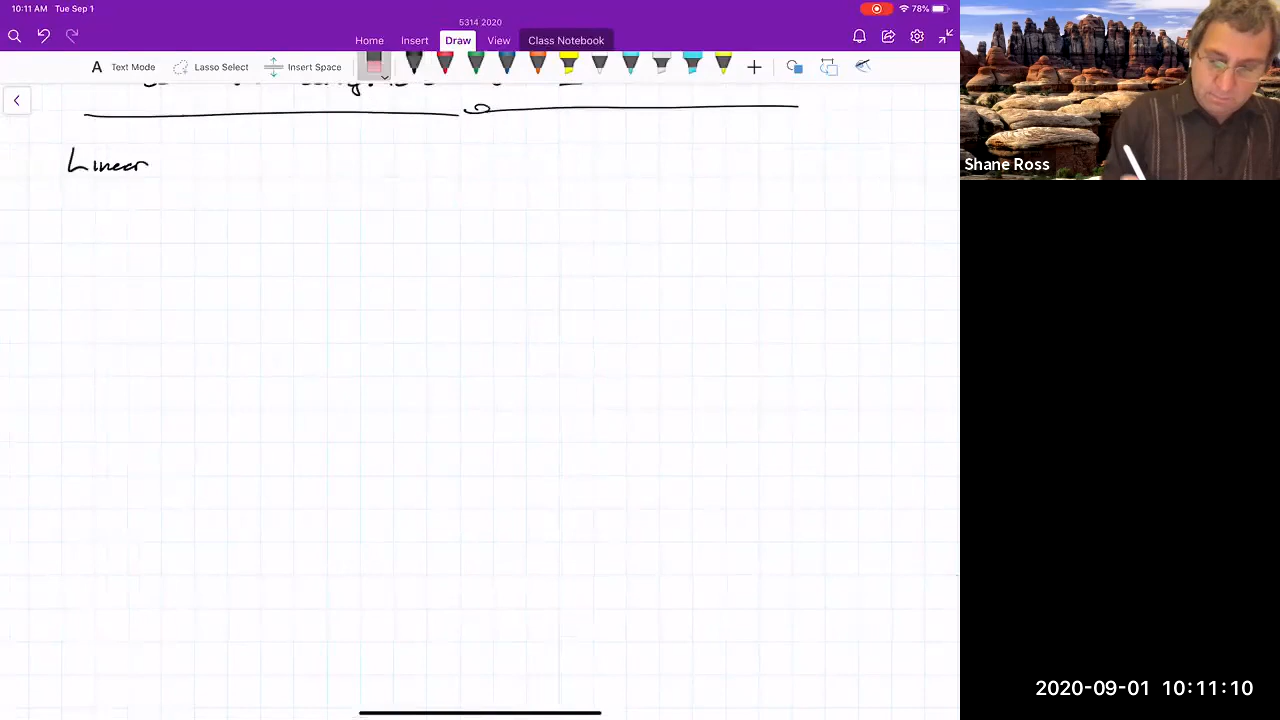 10:11 AM Tue Sep 1
78%
5314 2020
Home Insert Draw View Class Notebook
A Text Mode Lasso Select Insert Space
Linear
Shane Ross
2020-09-01 10:11:10